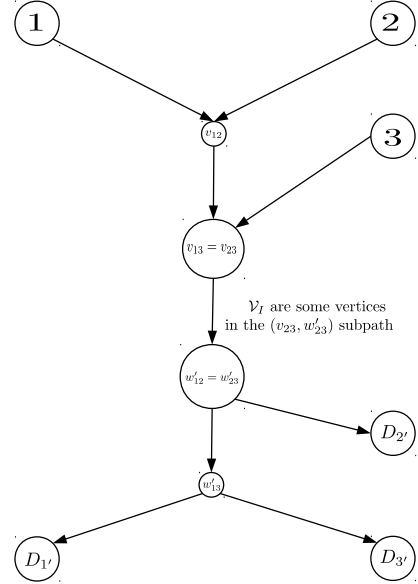 1
2
v₁₂
3
v₁₃ = v₂₃
𝒱_I are some vertices
in the (v₂₃, w′₂₃) subpath
w′₁₂ = w′₂₃
D₂′
w′₁₃
D₁′
D₃′